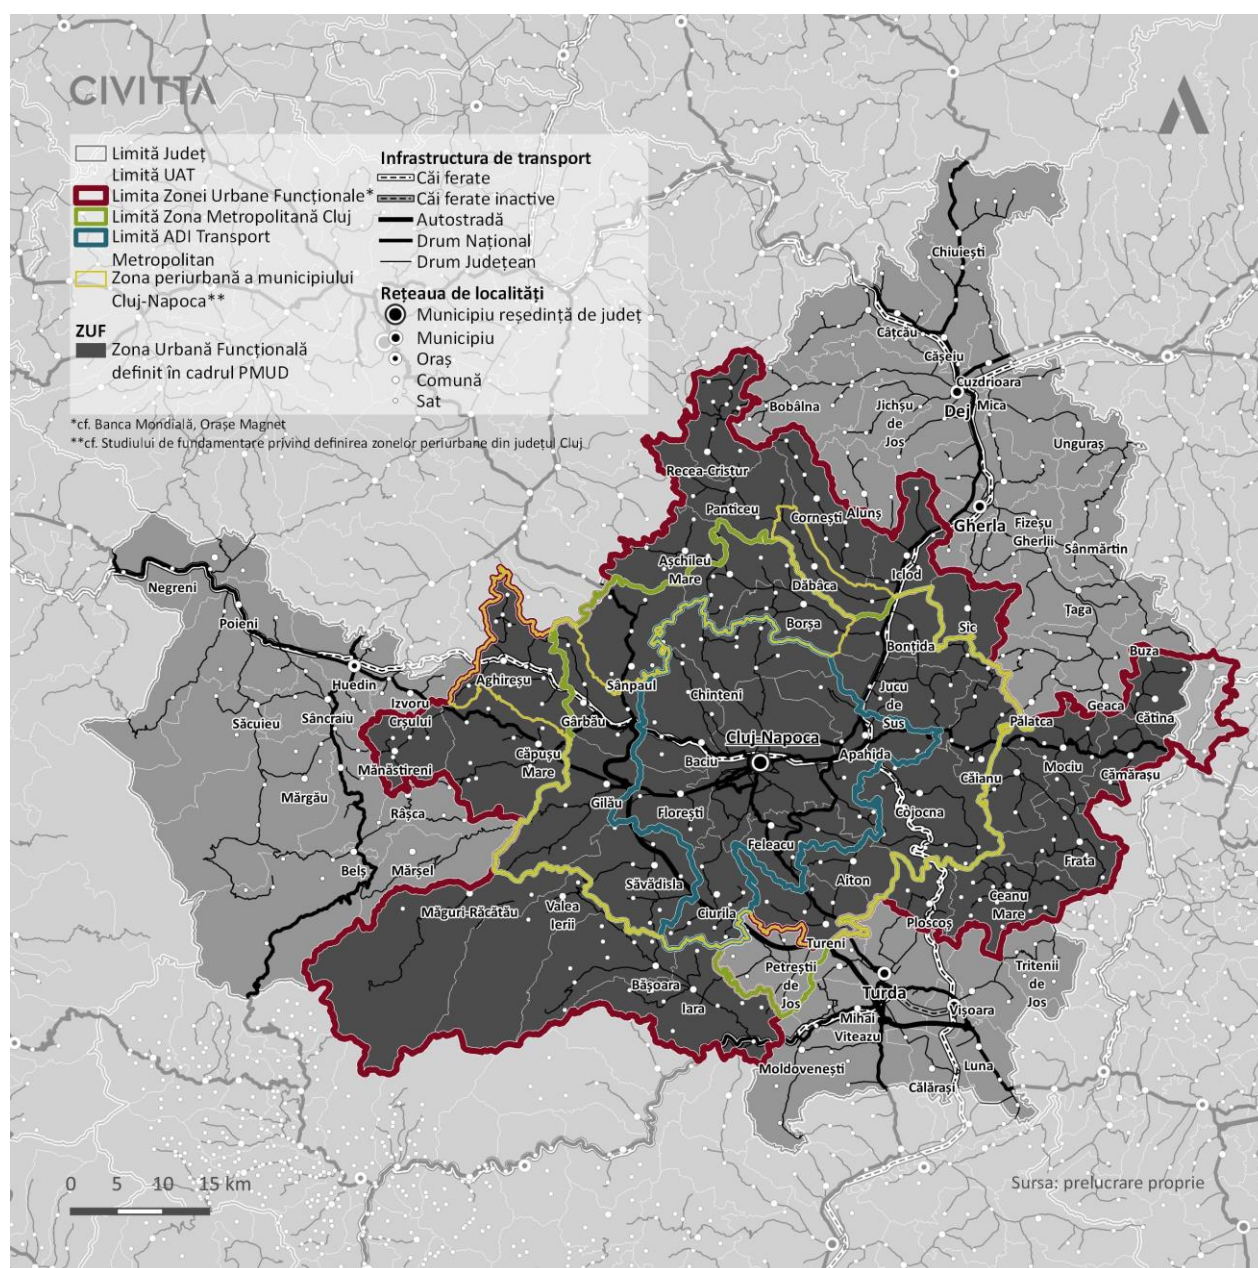 CIVITTA
Limită Județ
Limită UAT
Limita Zonei Urbane Funcționale*
Limită Zona Metropolitană Cluj
Limită ADI Transport
Metropolitan
Zona periurbană a municipiului
Cluj-Napoca**
ZUF
Zona Urbană Funcțională
definit în cadrul PMUD
Infrastructura de transport
Căi ferate
Căi ferate inactive
Autostradă
Drum Național
Drum Județean
Rețeaua de localități
Municipiu reședință de județ
Municipiu
Oraș
Comună
Sat
*cf. Banca Mondială, Orașe Magnet
**cf. Studiului de fundamentare privind definirea zonelor periurbane din județul Cluj
Chiuiești
Câțcău
Cășeiu
Cuzdrioara
Dej
Mica
Bobâlna
Jichșu
de
Jos
Unguraș
Recea-Cristur
Panticeu
Cornești
Aluniș
Gherla
Fizeșu
Gherlii
Sânmărtin
Așchileu
Mare
Iclod
Negreni
Dăbâca
Țaga
Poieni
Borșa
Sic
Bonțida
Buza
Huedin
Aghireșu
Sânpaul
Chinteni
Jucu
de
Sus
Izvoru
Crșului
Geaca
Săcuieu
Sâncraiu
Gârbău
Pălatca
Cătina
Cluj-Napoca
Căpușu
Mare
Baciu
Apahida
Mociu
Mănăstireni
Căianu
Cămărașu
Mărgău
Râșca
Gilău
Florești
Cojocna
Feleacu
Frata
Belș
Mărșel
Săvădisla
Aiton
Ceanu
Mare
Măguri-Răcătău
Valea
Ierii
Ciurila
Ploscoș
Tureni
Petreștii
de
Jos
Tritenii
de
Jos
Bășoara
Turda
Iara
Mihai
Viteazu
Vișoara
Moldovenești
Luna
Călărași
0 5 10 15 km
Sursa: prelucrare proprie